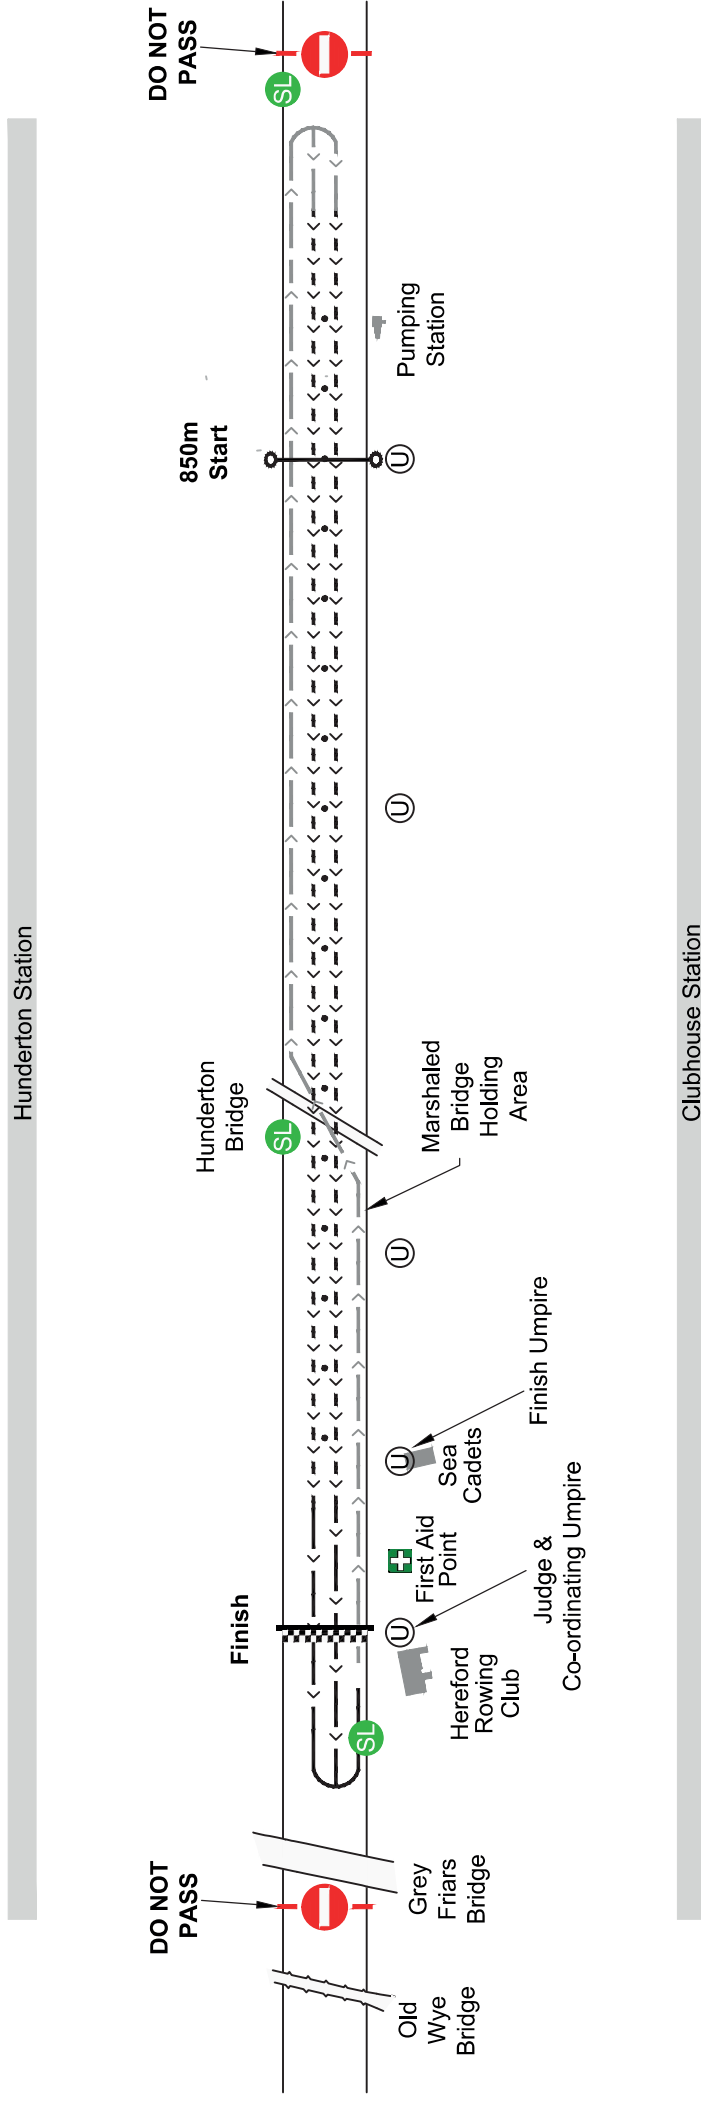 DO NOT
PASS
SL
Hunderton Station
Pumping
Station
850m
Start
U
U
Hunderton
Bridge
SL
Marshaled
Bridge
Holding
Area
Clubhouse Station
U
Finish Umpire
U
Sea
Cadets
First Aid
Point
Finish
U
Judge &
Co-ordinating Umpire
Hereford
Rowing
Club
SL
DO NOT
PASS
Grey
Friars
Bridge
Old
Wye
Bridge